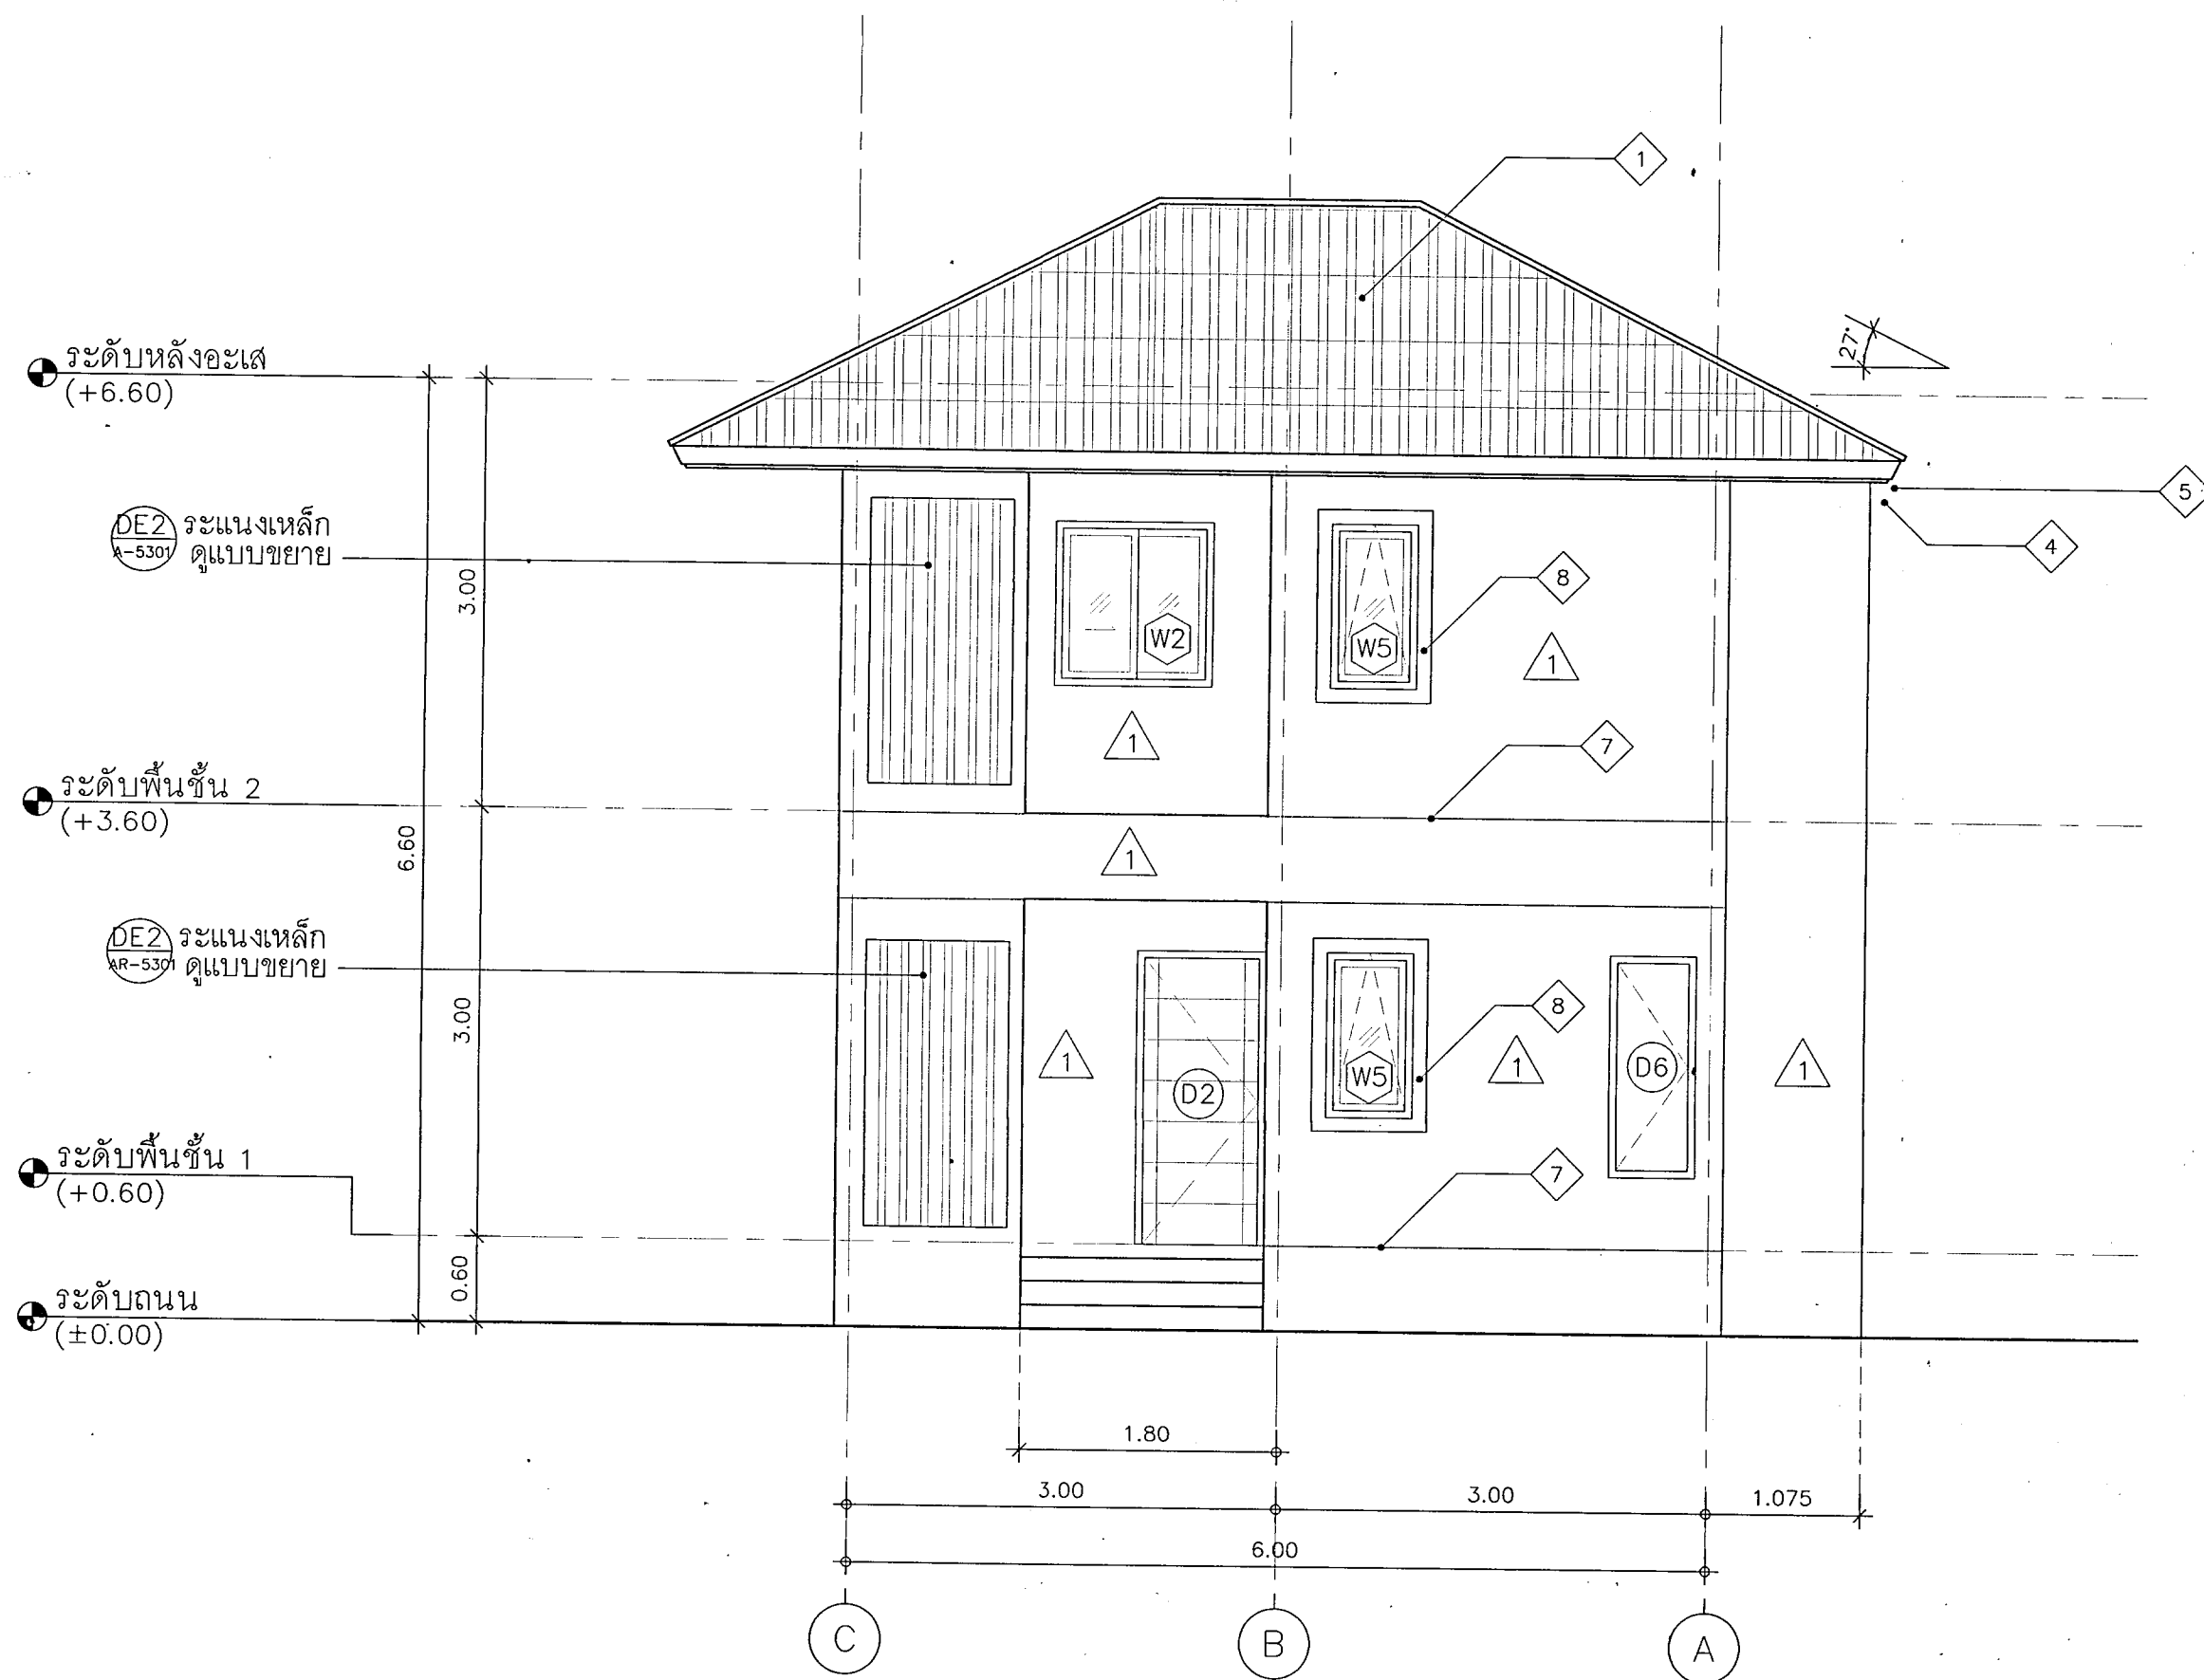 1
27°
ระดับหลังอะเส
(+6.60)
5
4
DE2
A-5301
ระแนงเหล็ก
ดูแบบขยาย
3.00
8
W2
W5
1
1
7
ระดับพื้นชั้น 2
(+3.60)
6.60
1
DE2
AR-5301
ระแนงเหล็ก
ดูแบบขยาย
3.00
8
1
D2
W5
1
D6
1
7
ระดับพื้นชั้น 1
(+0.60)
0.60
ระดับถนน
(±0.00)
1.80
3.00
3.00
1.075
6.00
C
B
A